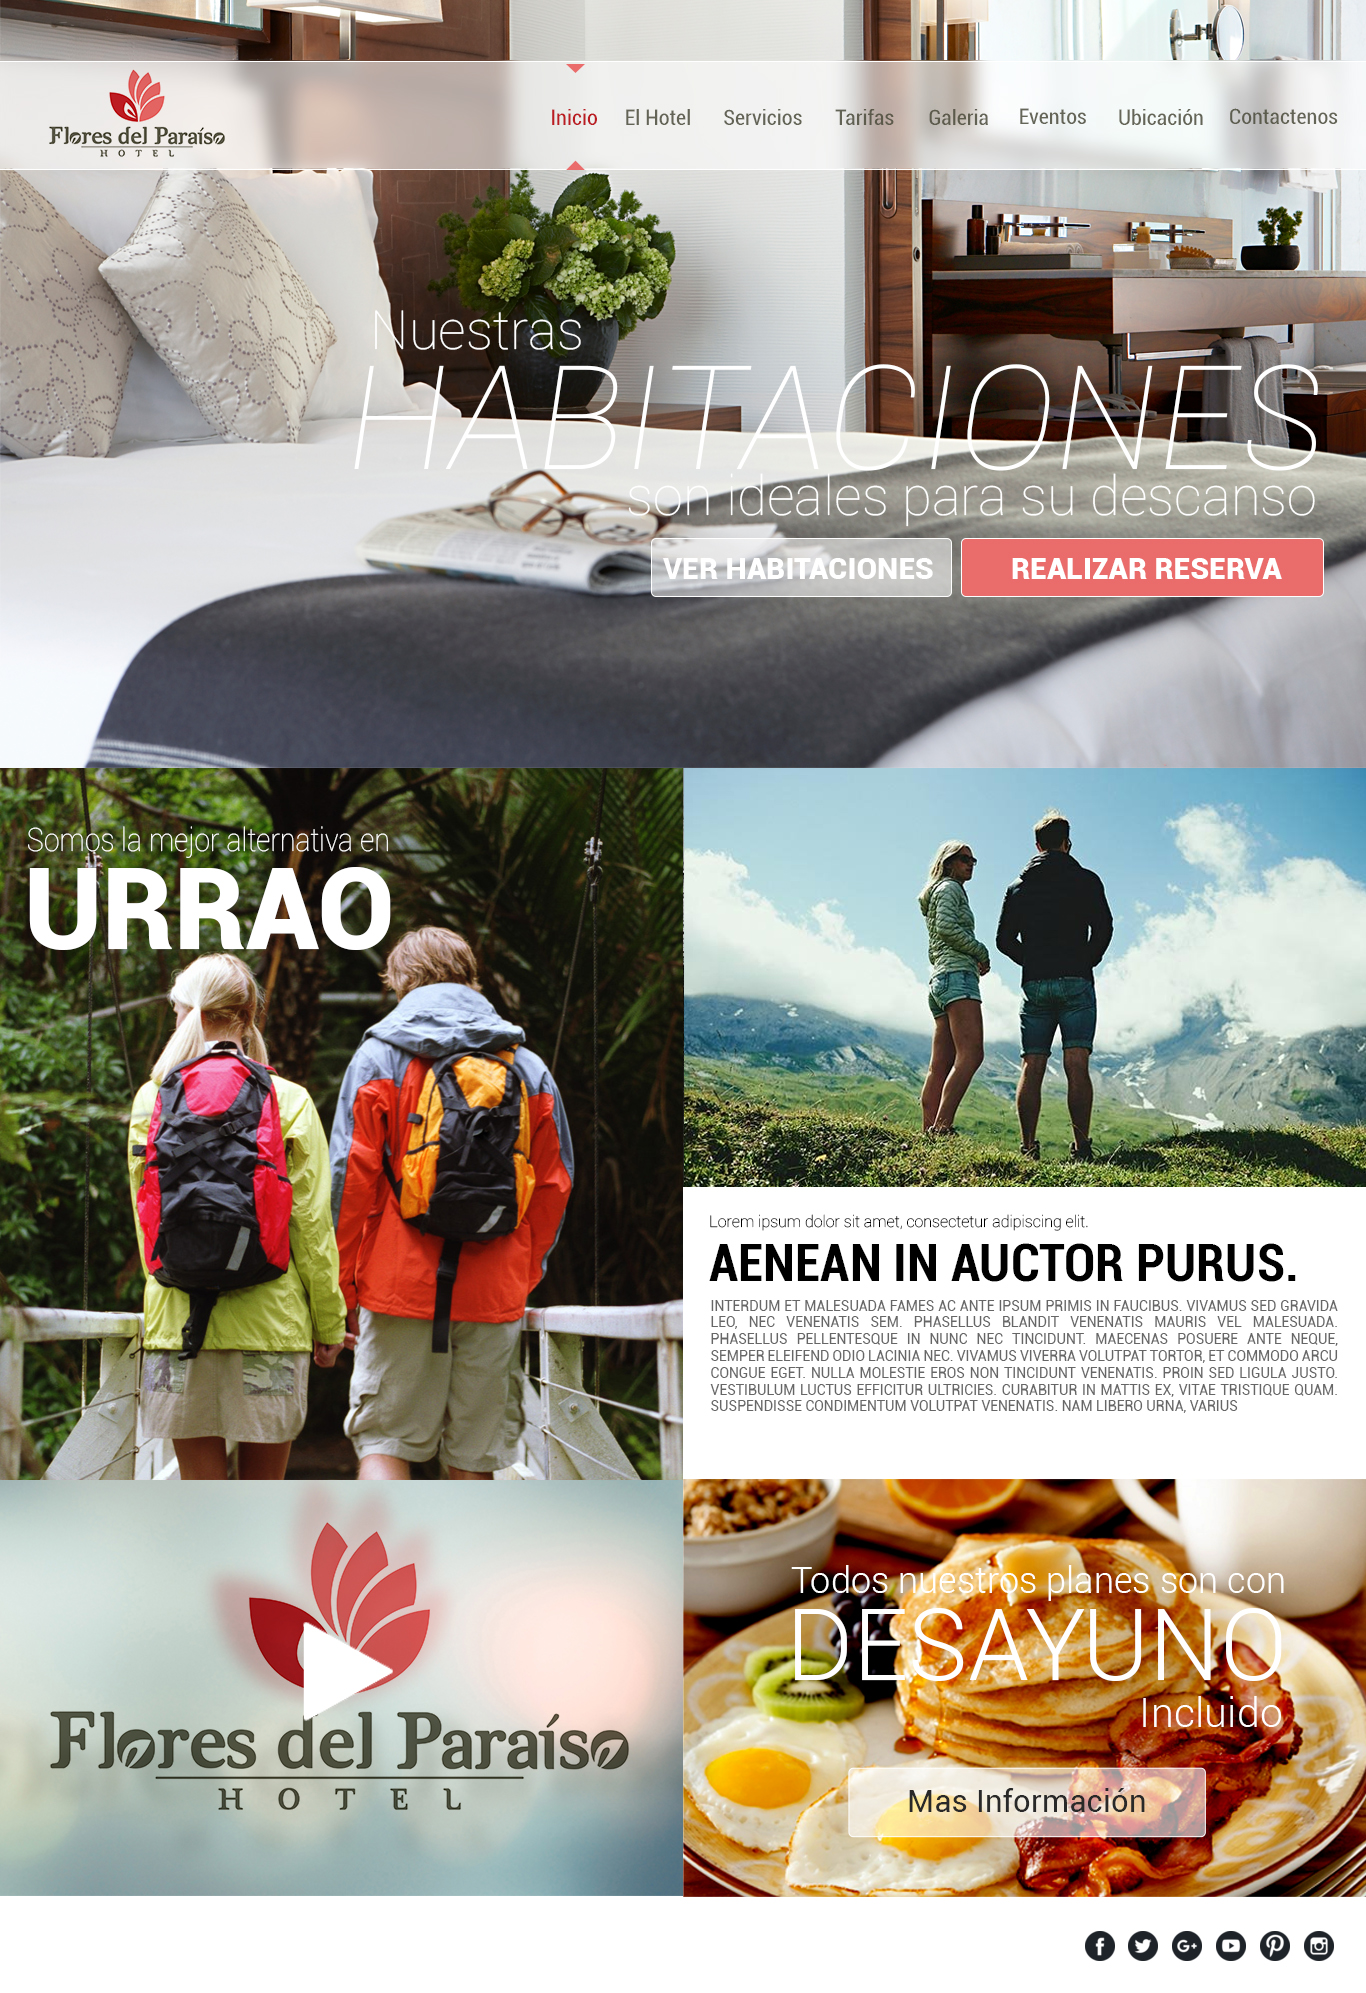 Flores del Paraíso
HOTEL
Inicio El Hotel Servicios Tarifas Galeria Eventos Ubicación Contactenos
Nuestras
HABITACIONES
son ideales para su descanso
VER HABITACIONES REALIZAR RESERVA
Somos la mejor alternativa en
URRAO
Lorem ipsum dolor sit amet, consectetur adipiscing elit.
AENEAN IN AUCTOR PURUS.
INTERDUM ET MALESUADA FAMES AC ANTE IPSUM PRIMIS IN FAUCIBUS. VIVAMUS SED GRAVIDA
LEO, NEC VENENATIS SEM. PHASELLUS BLANDIT VENENATIS MAURIS VEL MALESUADA.
PHASELLUS PELLENTESQUE IN NUNC NEC TINCIDUNT. MAECENAS POSUERE ANTE NEQUE,
SEMPER ELEIFEND ODIO LACINIA NEC. VIVAMUS VIVERRA VOLUTPAT TORTOR, ET COMMODO ARCU
CONGUE EGET. NULLA MOLESTIE EROS NON TINCIDUNT VENENATIS. PROIN SED LIGULA JUSTO.
VESTIBULUM LUCTUS EFFICITUR ULTRICIES. CURABITUR IN MATTIS EX, VITAE TRISTIQUE QUAM.
SUSPENDISSE CONDIMENTUM VOLUTPAT VENENATIS. NAM LIBERO URNA, VARIUS
Flores del Paraíso
HOTEL
Todos nuestros planes son con
DESAYUNO
Incluido
Mas Información